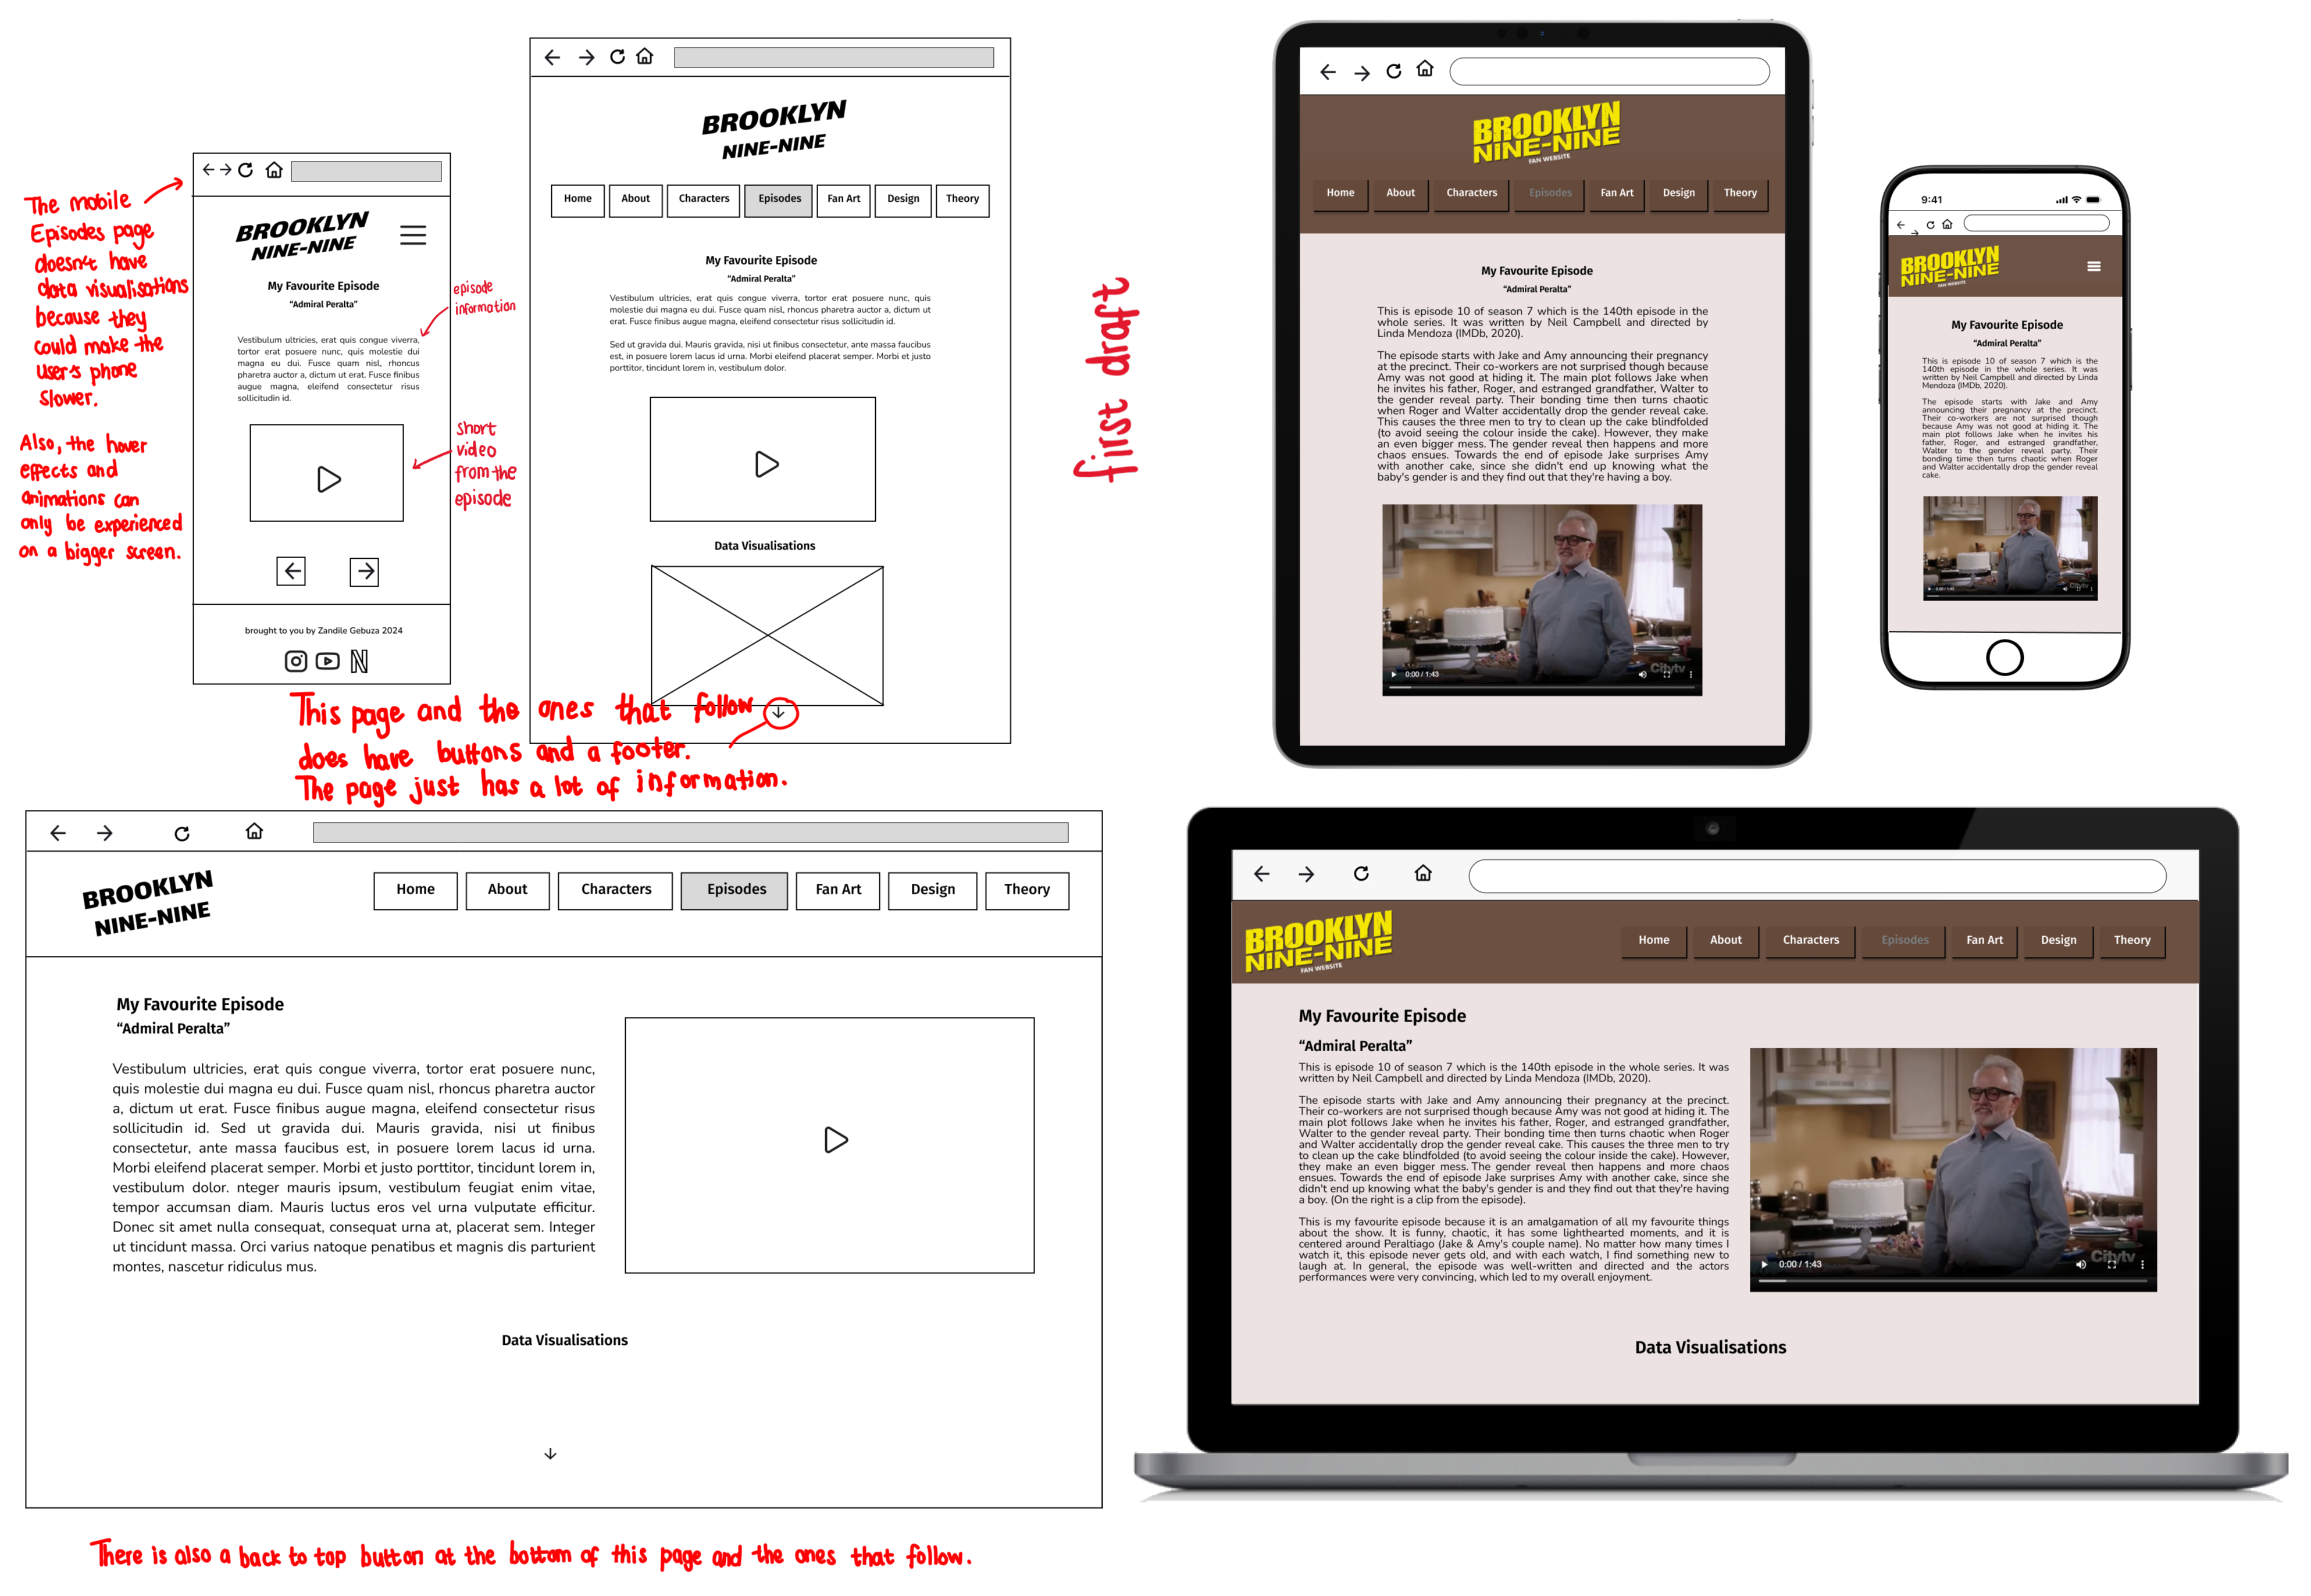 The mobile
Episodes page
doesn't have
data visualisations
because they
could make the
user's phone
slower.
Also, the hover
effects and
animations can
only be experienced
on a bigger screen.
BROOKLYN
NINE-NINE
My Favourite Episode
“Admiral Peralta”
Vestibulum ultricies, erat quis congue viverra,
tortor erat posuere nunc, quis molestie dui
magna eu dui. Fusce quam nisl, rhoncus
pharetra auctor a, dictum ut erat. Fusce finibus
augue magna, eleifend consectetur risus
sollicitudin id.
brought to you by Zandile Gebuza 2024
episode
information
short
video
from the
episode
BROOKLYN
NINE-NINE
Home About Characters Episodes Fan Art Design Theory
My Favourite Episode
“Admiral Peralta”
Vestibulum ultricies, erat quis congue viverra, tortor erat posuere nunc, quis
molestie dui magna eu dui. Fusce quam nisl, rhoncus pharetra auctor a, dictum ut
erat. Fusce finibus augue magna, eleifend consectetur risus sollicitudin id.
Sed ut gravida dui. Mauris gravida, nisi ut finibus consectetur, ante massa faucibus
est, in posuere lorem lacus id urna. Morbi eleifend placerat semper. Morbi et justo
porttitor, tincidunt lorem in, vestibulum dolor.
Data Visualisations
This page and the ones that follow
does have buttons and a footer.
The page just has a lot of information.
first draft
BROOKLYN
NINE-NINE
FAN WEBSITE
Home About Characters Episodes Fan Art Design Theory
My Favourite Episode
“Admiral Peralta”
This is episode 10 of season 7 which is the 140th episode in the
whole series. It was written by Neil Campbell and directed by
Linda Mendoza (IMDb, 2020).
The episode starts with Jake and Amy announcing their pregnancy
at the precinct. Their co-workers are not surprised though because
Amy was not good at hiding it. The main plot follows Jake when
he invites his father, Roger, and estranged grandfather, Walter to
the gender reveal party. Their bonding time then turns chaotic
when Roger and Walter accidentally drop the gender reveal cake.
This causes the three men to try to clean up the cake blindfolded
(to avoid seeing the colour inside the cake). However, they make
an even bigger mess. The gender reveal then happens and more
chaos ensues. Towards the end of episode Jake surprises Amy
with another cake, since she didn't end up knowing what the
baby's gender is and they find out that they're having a boy.
Citytv
0:00 / 1:43
9:41
BROOKLYN
NINE-NINE
FAN WEBSITE
My Favourite Episode
“Admiral Peralta”
This is episode 10 of season 7 which is the
140th episode in the whole series. It was
written by Neil Campbell and directed by Linda
Mendoza (IMDb, 2020).
The episode starts with Jake and Amy
announcing their pregnancy at the precinct.
Their co-workers are not surprised though
because Amy was not good at hiding it. The
main plot follows Jake when he invites his
father, Roger, and estranged grandfather,
Walter to the gender reveal party. Their
bonding time then turns chaotic when Roger
and Walter accidentally drop the gender reveal
cake.
0:00 / 1:43
Citytv
BROOKLYN
NINE-NINE
Home About Characters Episodes Fan Art Design Theory
My Favourite Episode
“Admiral Peralta”
Vestibulum ultricies, erat quis congue viverra, tortor erat posuere nunc,
quis molestie dui magna eu dui. Fusce quam nisl, rhoncus pharetra auctor
a, dictum ut erat. Fusce finibus augue magna, eleifend consectetur risus
sollicitudin id. Sed ut gravida dui. Mauris gravida, nisi ut finibus
consectetur, ante massa faucibus est, in posuere lorem lacus id urna.
Morbi eleifend placerat semper. Morbi et justo porttitor, tincidunt lorem in,
vestibulum dolor. nteger mauris ipsum, vestibulum feugiat enim vitae,
tempor accumsan diam. Mauris luctus eros vel urna vulputate efficitur.
Donec sit amet nulla consequat, consequat urna at, placerat sem. Integer
ut tincidunt massa. Orci varius natoque penatibus et magnis dis parturient
montes, nascetur ridiculus mus.
Data Visualisations
There is also a back to top button at the bottom of this page and the ones that follow.
BROOKLYN
NINE-NINE
FAN WEBSITE
Home About Characters Episodes Fan Art Design Theory
My Favourite Episode
“Admiral Peralta”
This is episode 10 of season 7 which is the 140th episode in the whole series. It was
written by Neil Campbell and directed by Linda Mendoza (IMDb, 2020).
The episode starts with Jake and Amy announcing their pregnancy at the precinct.
Their co-workers are not surprised though because Amy was not good at hiding it. The
main plot follows Jake when he invites his father, Roger, and estranged grandfather,
Walter to the gender reveal party. Their bonding time then turns chaotic when Roger
and Walter accidentally drop the gender reveal cake. This causes the three men to try
to clean up the cake blindfolded (to avoid seeing the colour inside the cake). However,
they make an even bigger mess. The gender reveal then happens and more chaos
ensues. Towards the end of episode Jake surprises Amy with another cake, since she
didn't end up knowing what the baby's gender is and they find out that they're having
a boy. (On the right is a clip from the episode).
This is my favourite episode because it is an amalgamation of all my favourite things
about the show. It is funny, chaotic, it has some lighthearted moments, and it is
centered around Peraltiago (Jake & Amy's couple name). No matter how many times I
watch it, this episode never gets old, and with each watch, I find something new to
laugh at. In general, the episode was well-written and directed and the actors
performances were very convincing, which led to my overall enjoyment.
Citytv
0:00 / 1:43
Data Visualisations